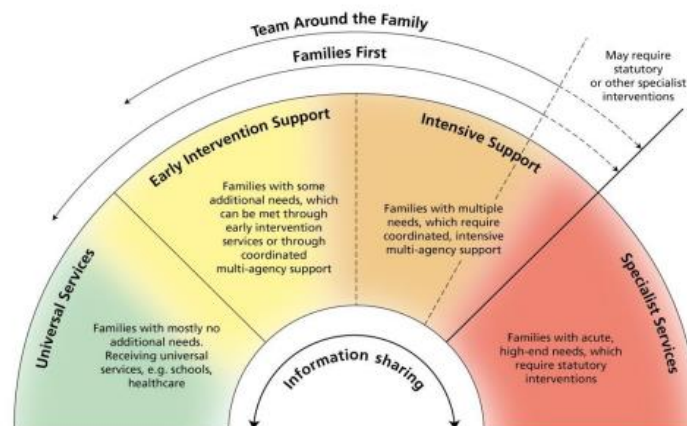 Team Around the Family
Families First
May require
statutory
or other specialist
interventions
Early Intervention Support
Intensive Support
Families with some
additional needs, which
can be met through
early intervention
services or through
coordinated
multi-agency support
Families with multiple
needs, which require
coordinated, intensive
multi-agency support
Universal Services
Specialist Services
Families with mostly no
additional needs.
Receiving universal
services, e.g. schools,
healthcare
Information sharing
Families with acute,
high-end needs, which
require statutory
interventions